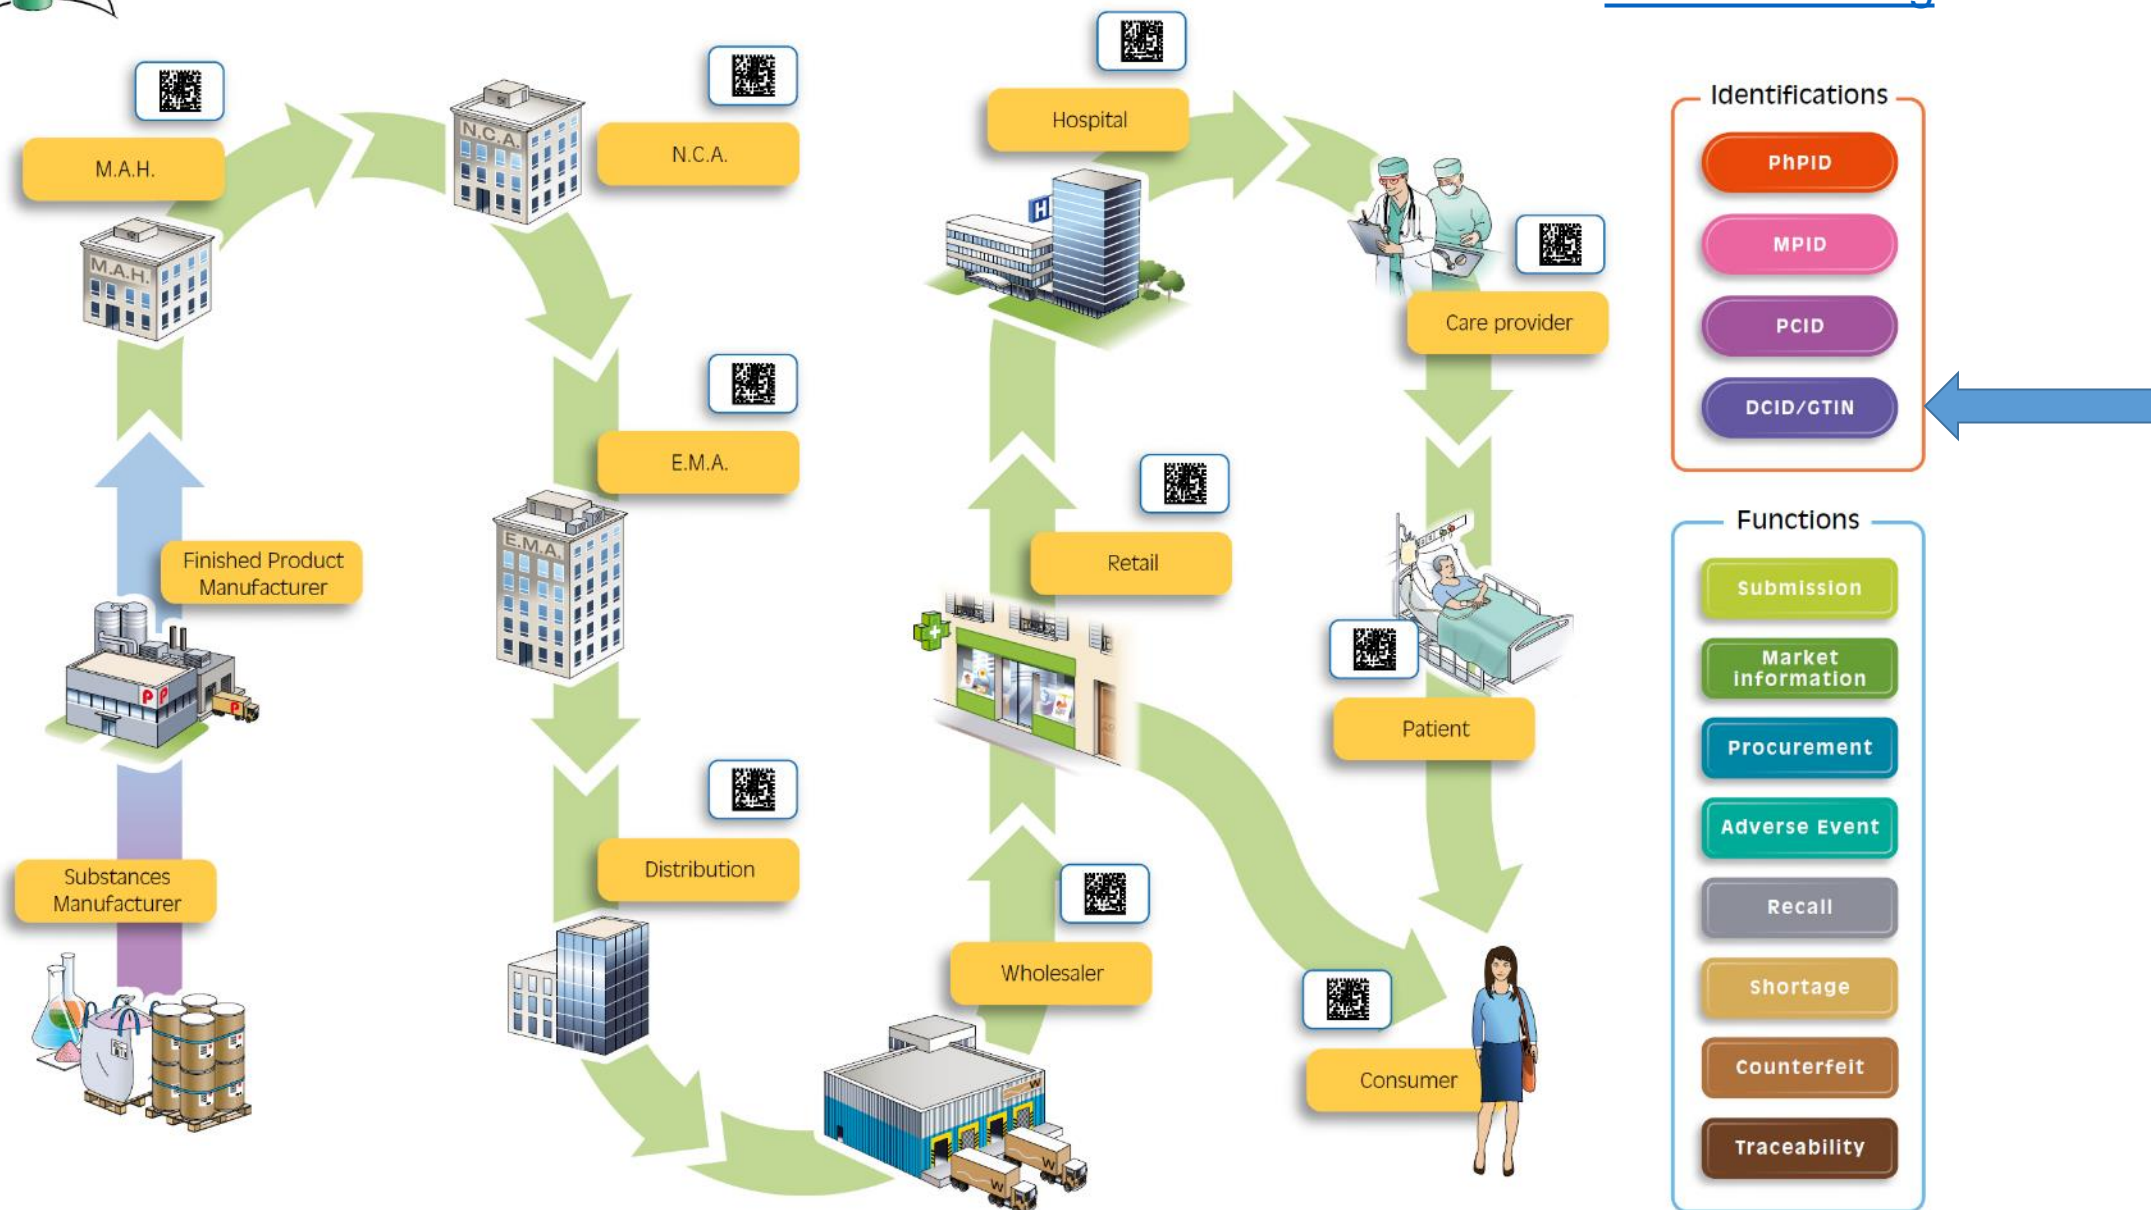 M.A.H.
M.A.H.
N.C.A.
N.C.A.
E.M.A.
E.M.A.
Finished Product
Manufacturer
P P
P
Substances
Manufacturer
Distribution
Wholesaler
W
W
W
Retail
Hospital
H
Care provider
Patient
Consumer
Identifications
PhPID
MPID
PCID
DCID/GTIN
Functions
Submission
Market
information
Procurement
Adverse Event
Recall
Shortage
Counterfeit
Traceability